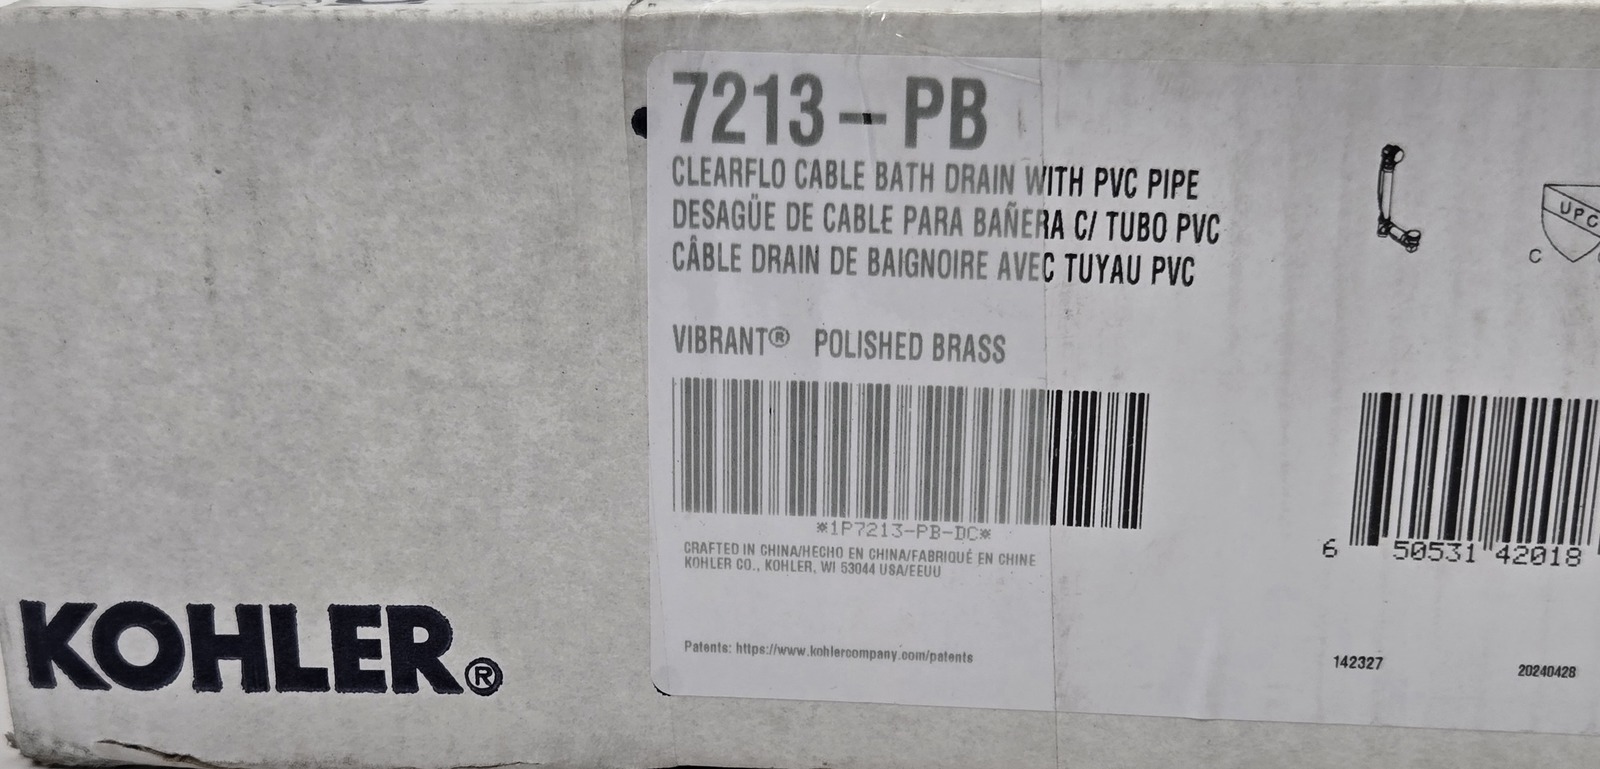 7213-PB
CLEARFLO CABLE BATH DRAIN WITH PVC PIPE
DESAGÜE DE CABLE PARA BAÑERA C/ TUBO PVC
CÂBLE DRAIN DE BAIGNOIRE AVEC TUYAU PVC
UPC
C
VIBRANT® POLISHED BRASS
*1P7213-PB-DC*
6 50531 42018
CRAFTED IN CHINA/HECHO EN CHINA/FABRIQUÉ EN CHINE
KOHLER CO., KOHLER, WI 53044 USA/EEUU
KOHLER®
Patents: https://www.kohlercompany.com/patents
142327
20240428